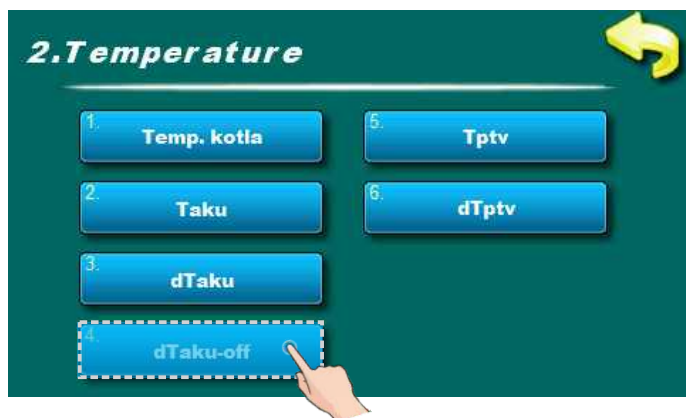 2.Temperature
1. Temp. kotla
2. Taku
3. dTaku
4. dTaku-off
5. Tptv
6. dTptv